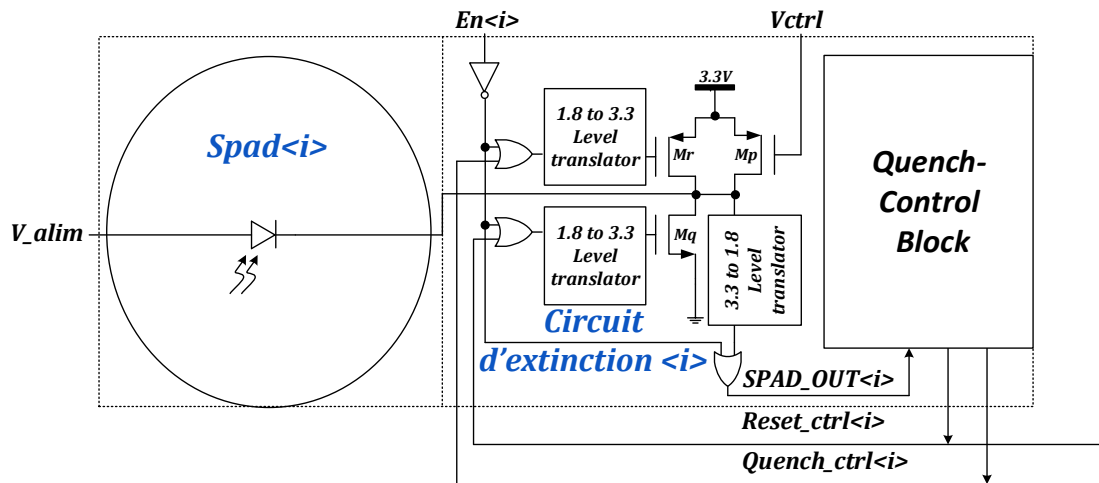 En<i>
Vctrl
3.3V
1.8 to 3.3
Level
translator
Spad<i>
Mr
Mp
Quench-
Control
Block
V_alim
1.8 to 3.3
Level
translator
Mq
3.3 to 1.8
Level
translator
Circuit
d'extinction <i>
SPAD_OUT<i>
Reset_ctrl<i>
Quench_ctrl<i>